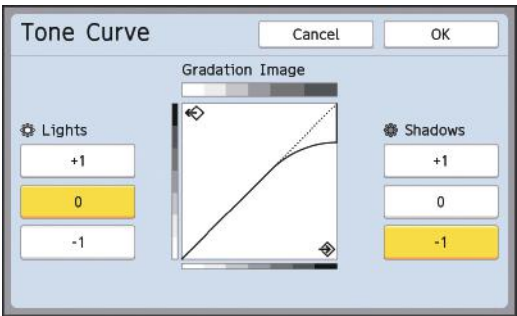 Tone Curve
Cancel
OK
Gradation Image
Lights
+1
0
-1
Shadows
+1
0
-1